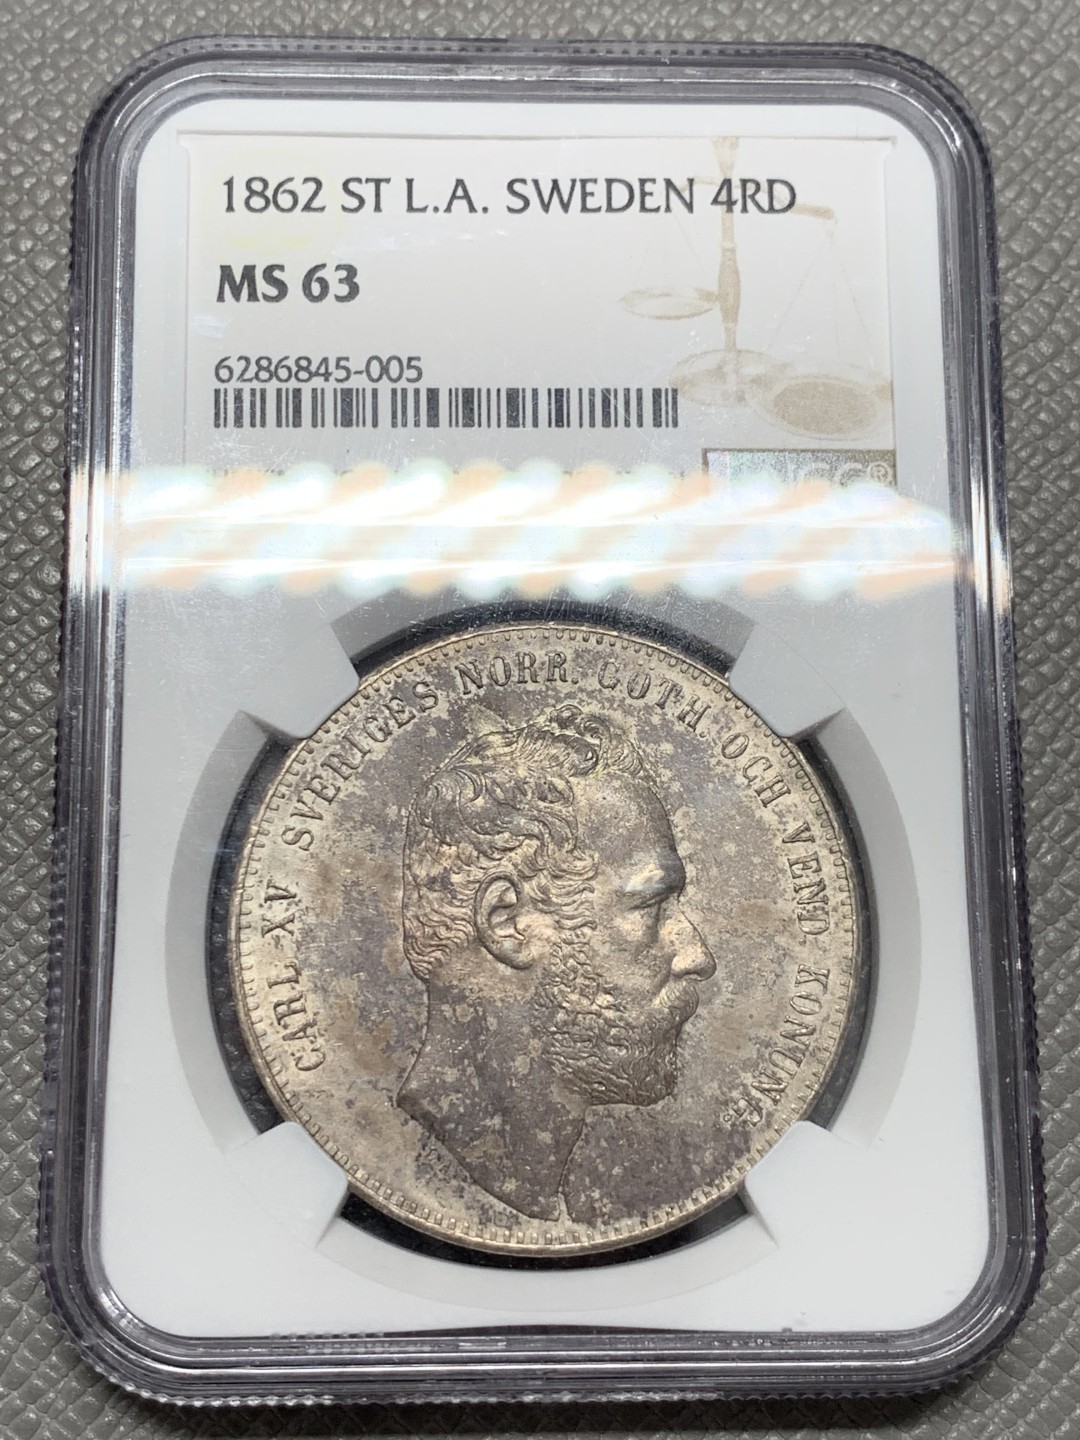 1862 ST L.A. SWEDEN 4RD
MS 63
6286845-005
CARL XV SVERIGES NORR. GOTH. OCH VEND. KONUNG.